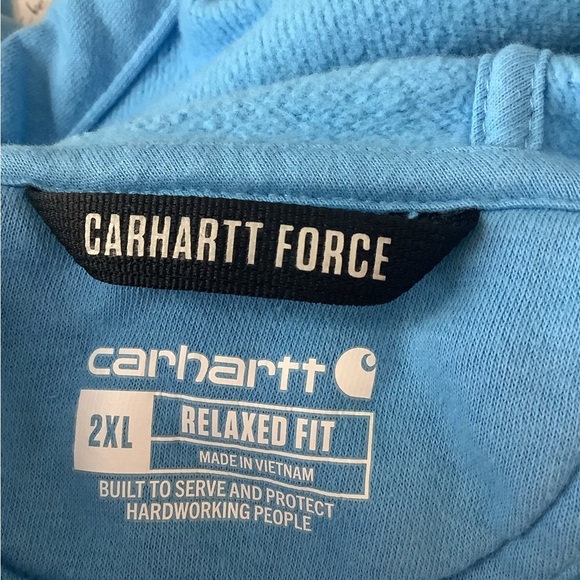 CARHARTT FORCE
carhartt
2XL RELAXED FIT
MADE IN VIETNAM
BUILT TO SERVE AND PROTECT
HARDWORKING PEOPLE